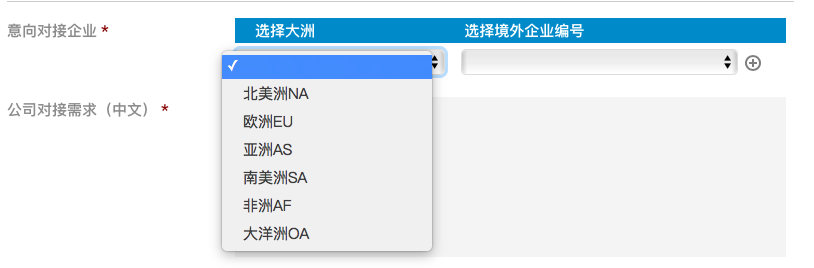 意向对接企业 * 选择大洲 选择境外企业编号
北美洲NA
公司对接需求（中文） * 欧洲EU
亚洲AS
南美洲SA
非洲AF
大洋洲OA